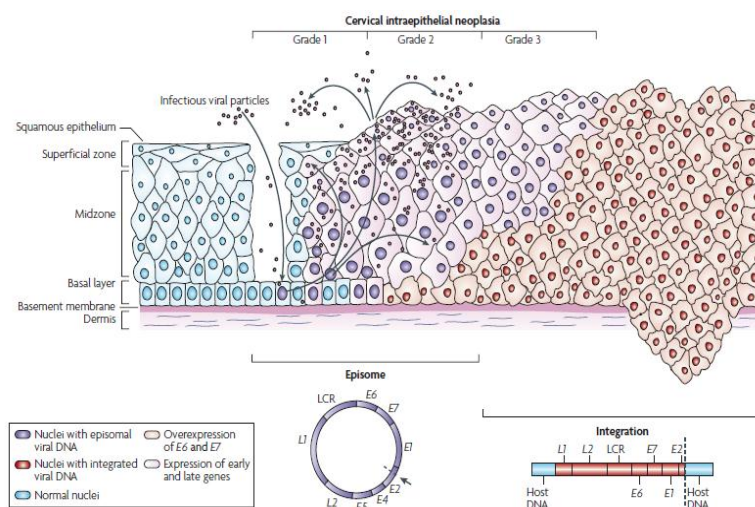 Cervical intraepithelial neoplasia
Grade 1 Grade 2 Grade 3
Infectious viral particles
Squamous epithelium
Superficial zone
Midzone
Basal layer
Basement membrane
Dermis
Episome
LCR
E6
E7
L1
E1
E2
E4
E5
L2
Nuclei with episomal
viral DNA
Nuclei with integrated
viral DNA
Normal nuclei
Overexpression
of E6 and E7
Expression of early
and late genes
Integration
L1 L2 LCR E7 E2
Host
DNA
E6 E1
Host
DNA